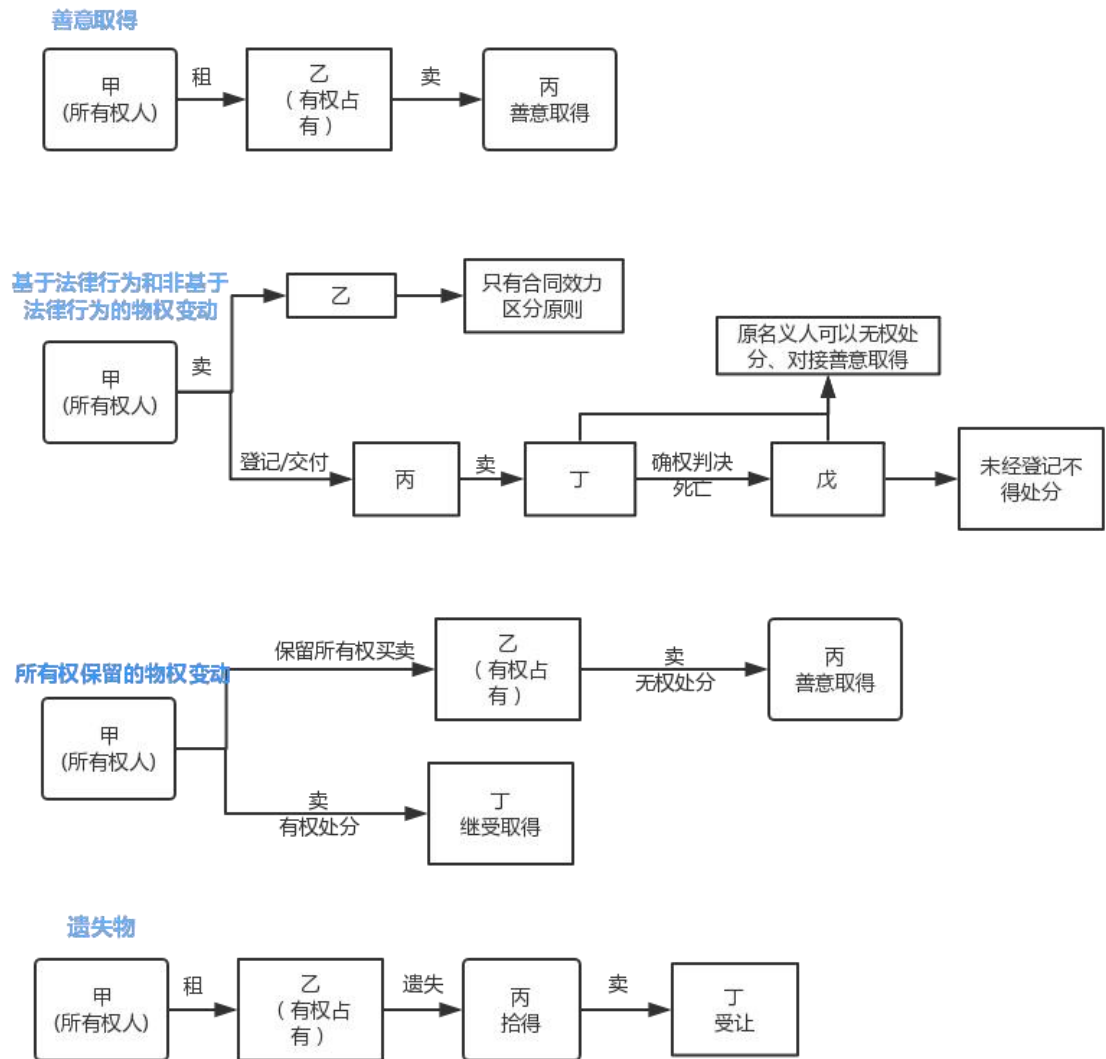 善意取得
甲
(所有权人)
租
乙
（有权占
有）
卖
丙
善意取得
基于法律行为和非基于
法律行为的物权变动
甲
(所有权人)
卖
乙
只有合同效力
区分原则
登记/交付
丙
卖
丁
确权判决
死亡
戊
原名义人可以无权处
分、对接善意取得
未经登记不
得处分
所有权保留的物权变动
甲
(所有权人)
保留所有权买卖
乙
（有权占
有）
卖
无权处分
丙
善意取得
卖
有权处分
丁
继受取得
遗失物
甲
(所有权人)
租
乙
（有权占
有）
遗失
丙
拾得
卖
丁
受让